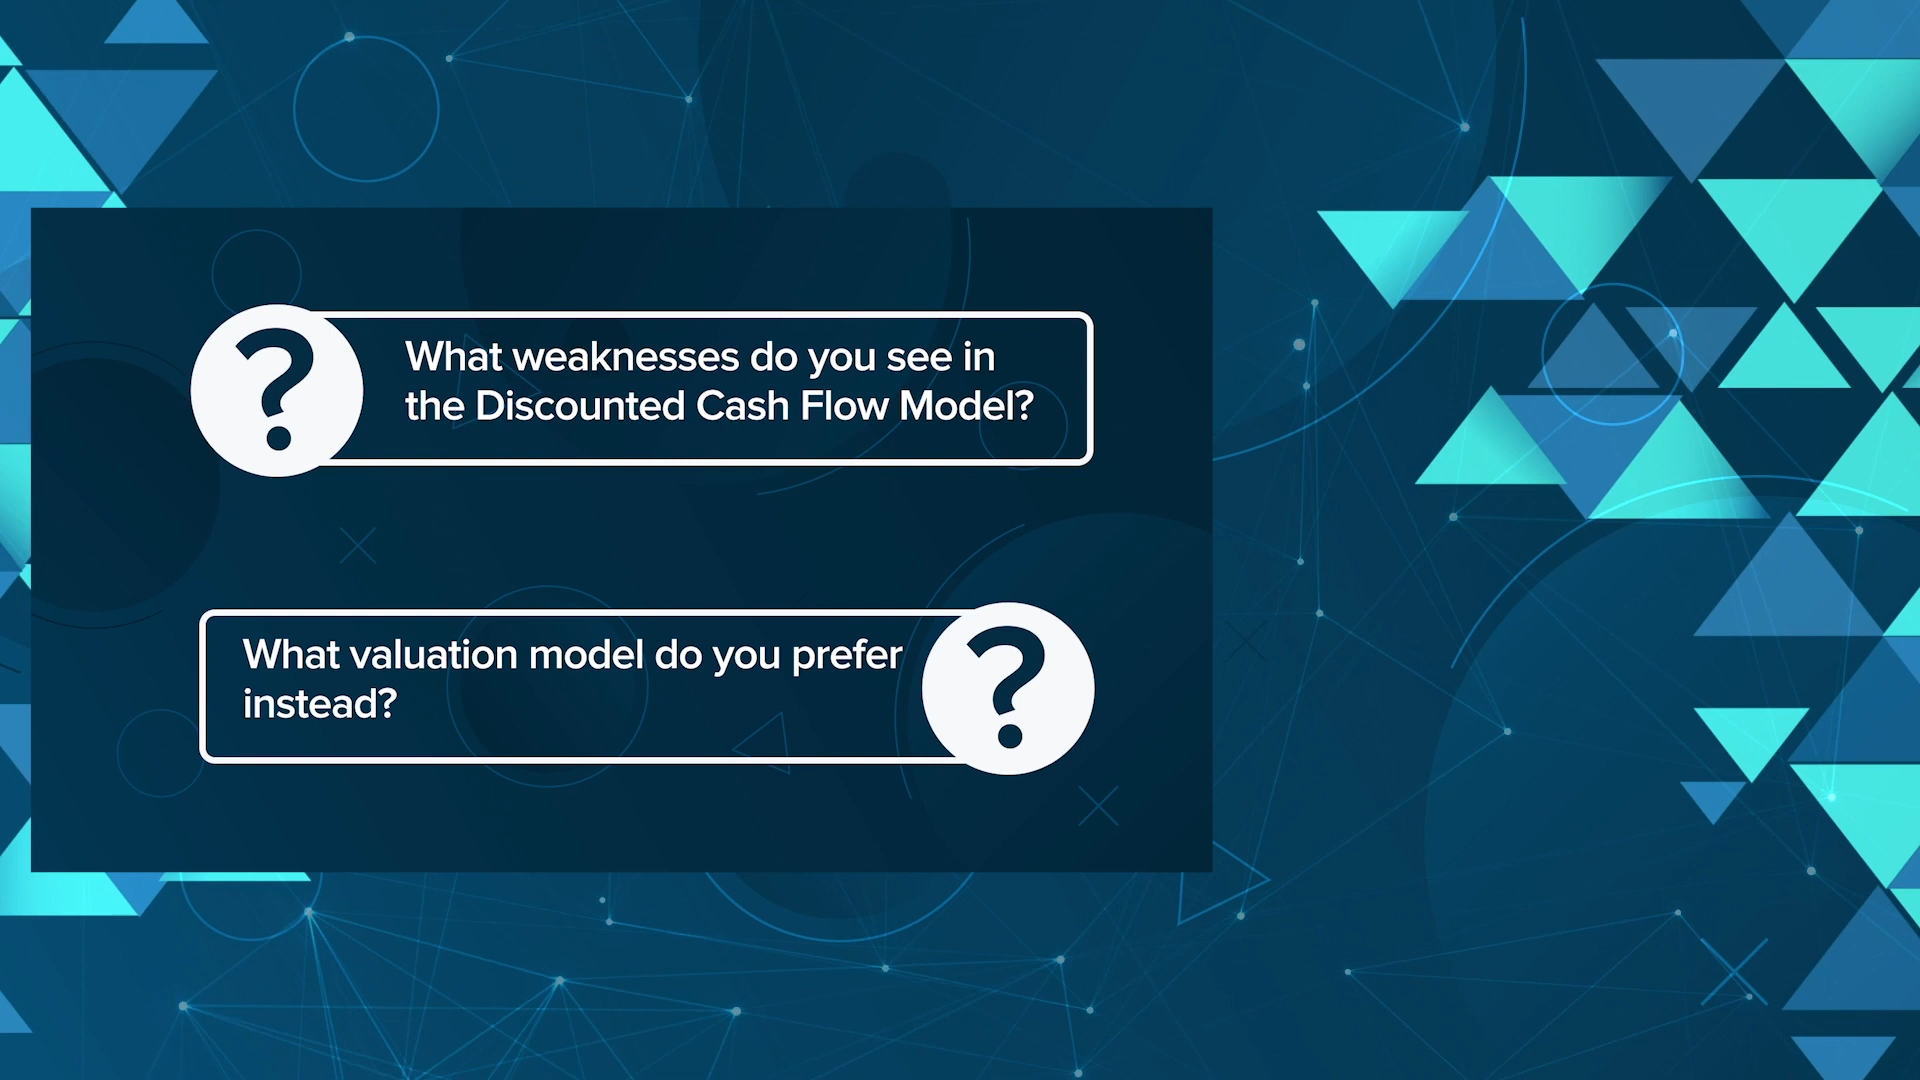 What weaknesses do you see in
the Discounted Cash Flow Model?
What valuation model do you prefer
instead?